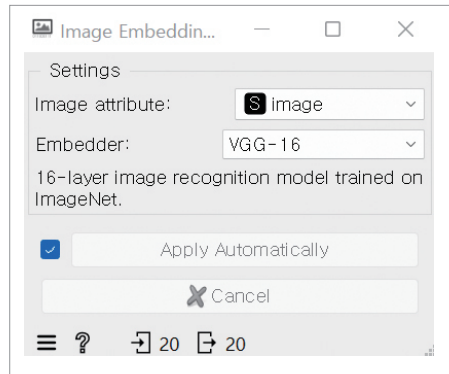 Image Embeddin...
Settings
Image attribute: S image
Embedder: VGG-16
16-layer image recognition model trained on
ImageNet.
Apply Automatically
Cancel
? 20 20